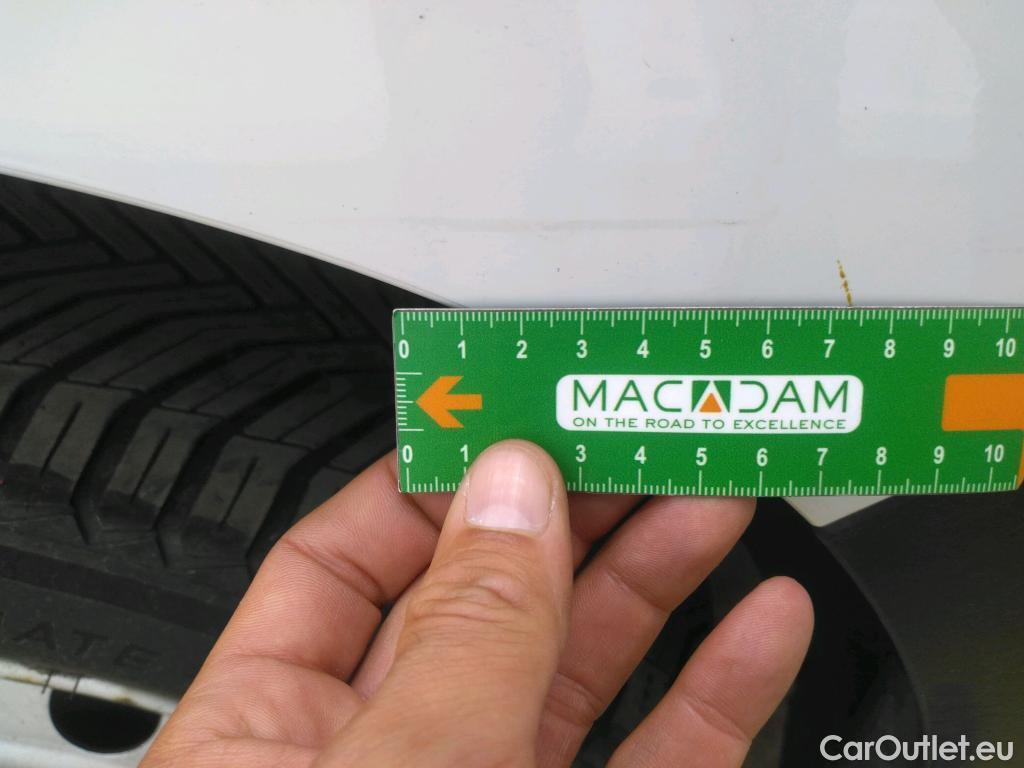 0 1 2 3 4 5 6 7 8 9 10
MACADAM
ON THE ROAD TO EXCELLENCE
0 1 3 4 5 6 7 8 9 10
CarOutlet.eu